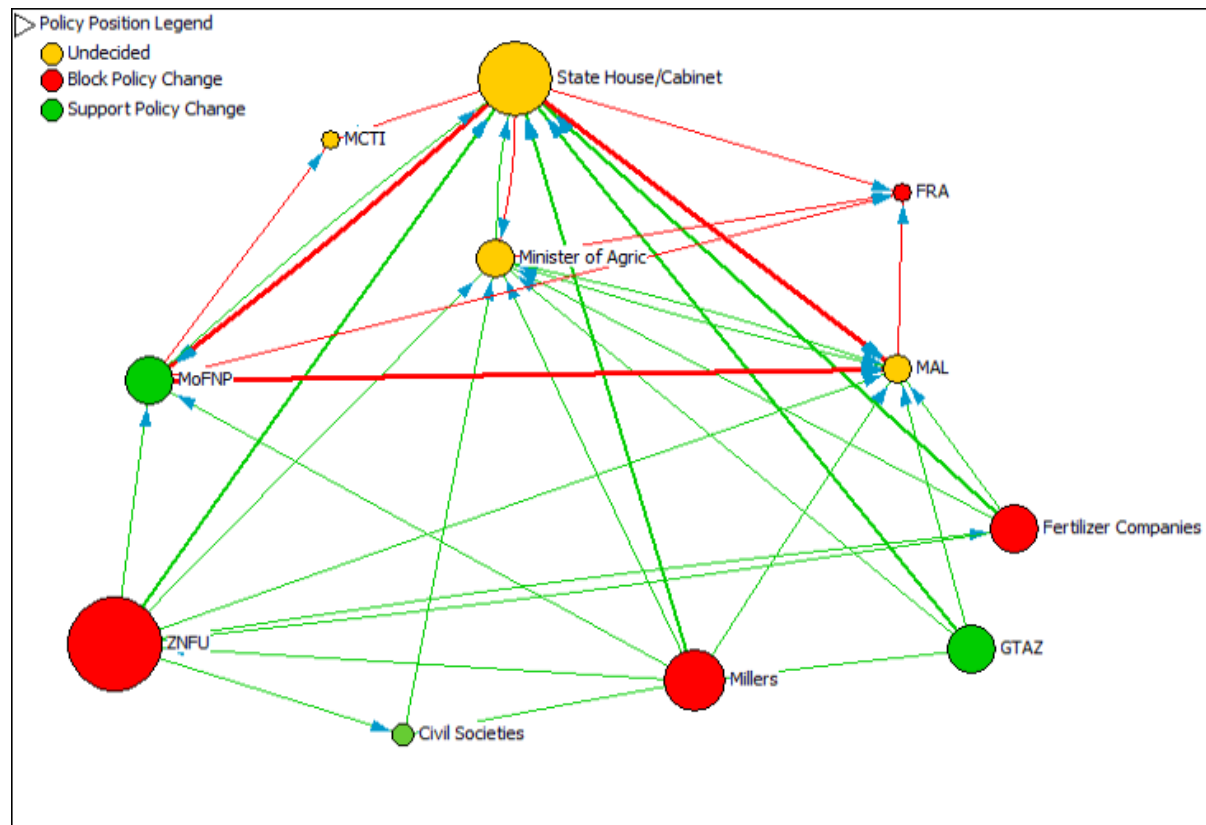 Policy Position Legend
Undecided
Block Policy Change
Support Policy Change
State House/Cabinet
MCTI
FRA
Minister of Agric
MoFNP
MAL
Fertilizer Companies
ZNFU
GTAZ
Millers
Civil Societies